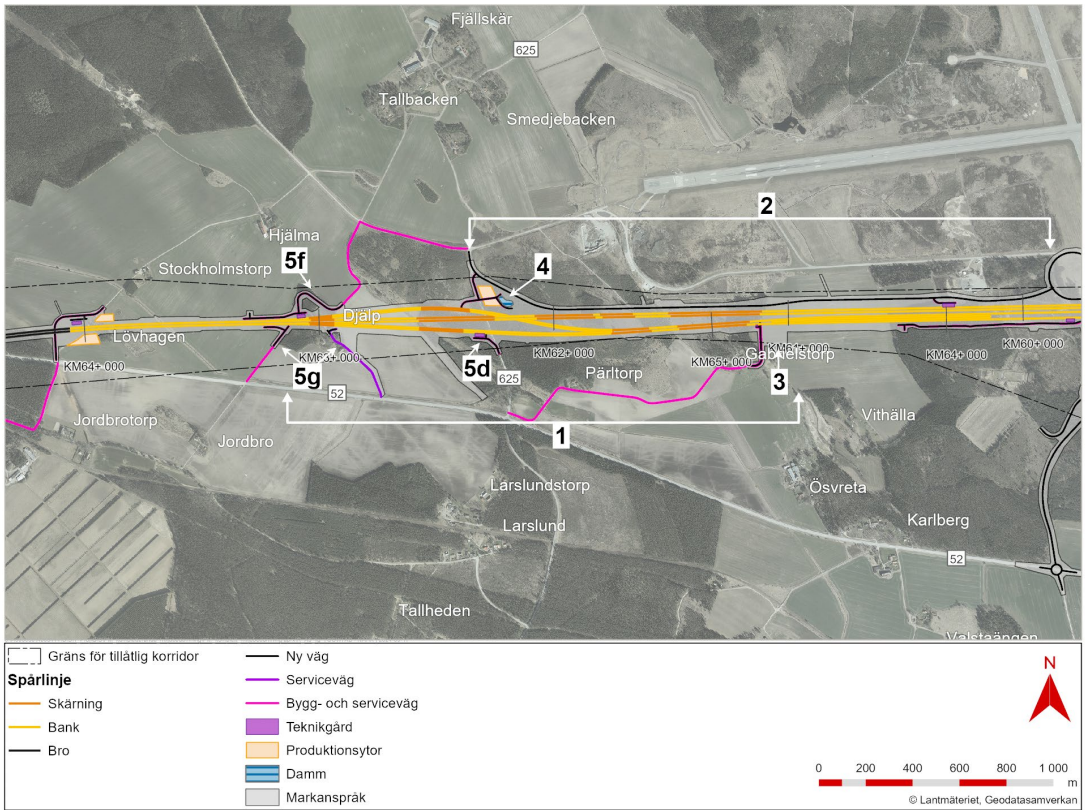 Fjällskär
625
Tallbacken
Smedjebacken
2
Hjälma
5f
Stockholmstorp
4
Djälp
Lövhagen
KM64+ 000
KM63+ 000
KM62+ 000
KM65+ 000
KM61+ 000
Gabrielstorp
KM64+ 000
KM60+ 000
5g
5d
625
Pärltorp
3
52
Jordbrotorp
Jordbro
1
Vithälla
Larslundstorp
Ösvreta
Larslund
Karlberg
52
Tallheden
Valstaängen
Gräns för tillåtlig korridor
Spårlinje
Skärning
Bank
Bro
Ny väg
Serviceväg
Bygg- och serviceväg
Teknikgård
Produktionsytor
Damm
Markanspråk
N
0 200 400 600 800 1 000
m
© Lantmäteriet, Geodatasamverkan